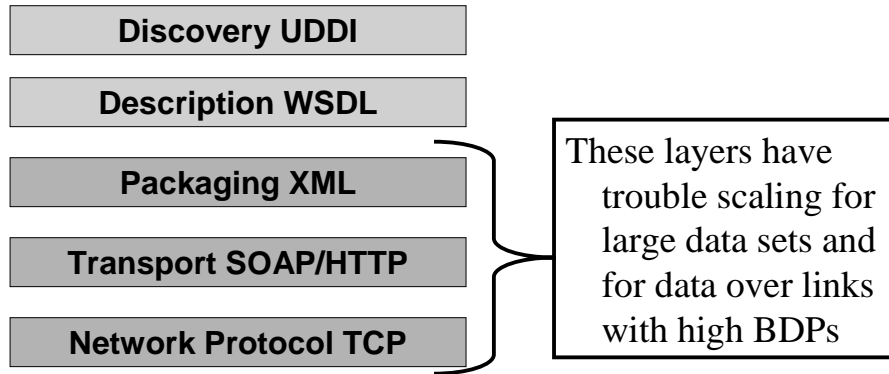 Discovery UDDI
Description WSDL
Packaging XML
Transport SOAP/HTTP
Network Protocol TCP
These layers have
trouble scaling for
large data sets and
for data over links
with high BDPs